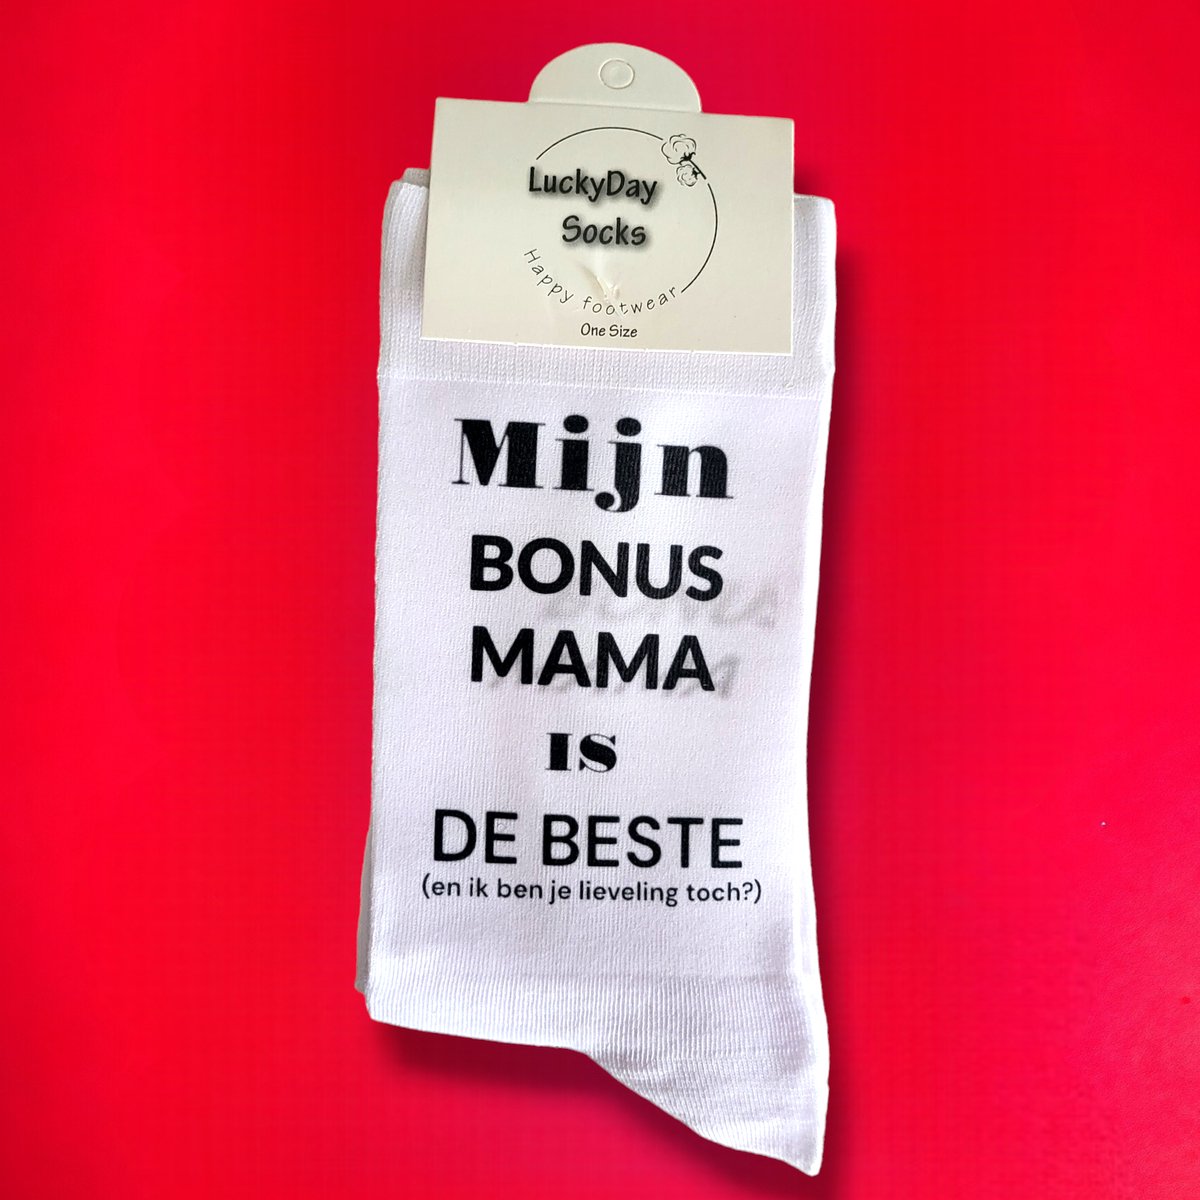 LuckyDay
Socks
Happy footwear
One Size
Mijn
BONUS
MAMA
IS
DE BESTE
(en ik ben je lieveling toch?)